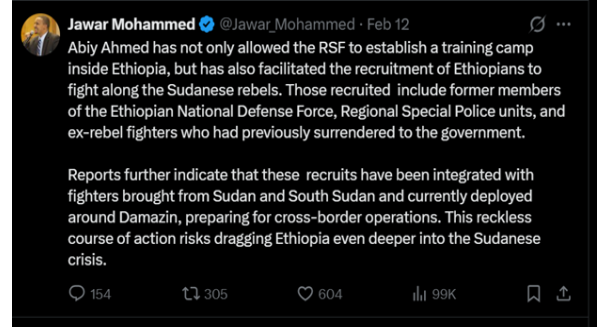 Jawar Mohammed @Jawar_Mohammed · Feb 12
Abiy Ahmed has not only allowed the RSF to establish a training camp
inside Ethiopia, but has also facilitated the recruitment of Ethiopians to
fight along the Sudanese rebels. Those recruited include former members
of the Ethiopian National Defense Force, Regional Special Police units, and
ex-rebel fighters who had previously surrendered to the government.
Reports further indicate that these recruits have been integrated with
fighters brought from Sudan and South Sudan and currently deployed
around Damazin, preparing for cross-border operations. This reckless
course of action risks dragging Ethiopia even deeper into the Sudanese
crisis.
154 305 604 99K